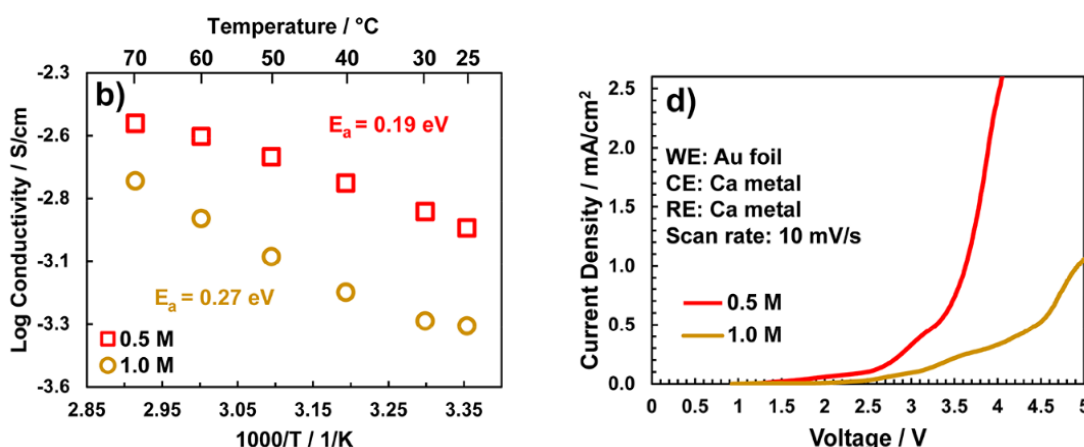 Temperature / °C
70 60 50 40 30 25
b)
-2.3
-2.6
-2.8
-3.1
-3.3
-3.6
Log Conductivity / S/cm
Ea = 0.19 eV
Ea = 0.27 eV
0.5 M
1.0 M
2.85 2.95 3.05 3.15 3.25 3.35
1000/T / 1/K
d)
2.5
2.0
1.5
1.0
0.5
0.0
Current Density / mA/cm²
WE: Au foil
CE: Ca metal
RE: Ca metal
Scan rate: 10 mV/s
0.5 M
1.0 M
0 0.5 1 1.5 2 2.5 3 3.5 4 4.5 5
Voltage / V